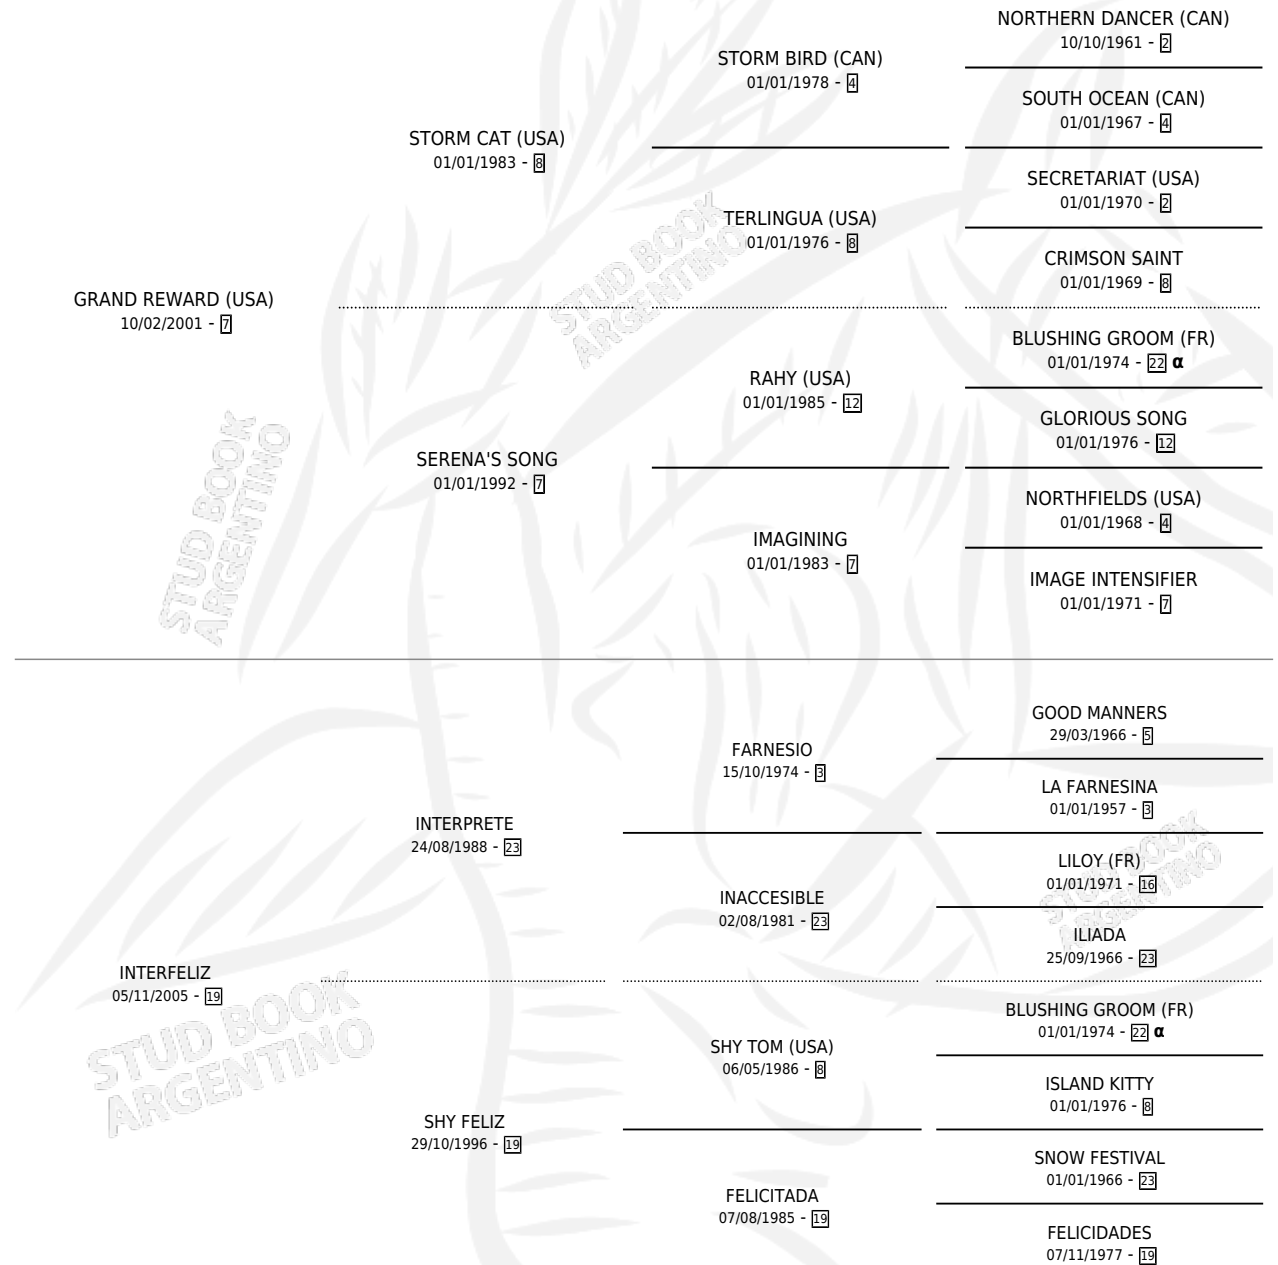 NORTHERN DANCER (CAN)
10/10/1961 - 2
STORM BIRD (CAN)
01/01/1978 - 4
SOUTH OCEAN (CAN)
01/01/1967 - 4
STORM CAT (USA)
01/01/1983 - 8
SECRETARIAT (USA)
01/01/1970 - 2
TERLINGUA (USA)
01/01/1976 - 8
CRIMSON SAINT
01/01/1969 - 8
GRAND REWARD (USA)
10/02/2001 - 7
BLUSHING GROOM (FR)
01/01/1974 - 22 α
RAHY (USA)
01/01/1985 - 12
GLORIOUS SONG
01/01/1976 - 12
SERENA'S SONG
01/01/1992 - 7
NORTHFIELDS (USA)
01/01/1968 - 4
IMAGINING
01/01/1983 - 7
IMAGE INTENSIFIER
01/01/1971 - 7
GOOD MANNERS
29/03/1966 - 5
FARNESIO
15/10/1974 - 3
LA FARNESINA
01/01/1957 - 3
INTERPRETE
24/08/1988 - 23
LILOY (FR)
01/01/1971 - 16
INACCESIBLE
02/08/1981 - 23
ILIADA
25/09/1966 - 23
INTERFELIZ
05/11/2005 - 19
BLUSHING GROOM (FR)
01/01/1974 - 22 α
SHY TOM (USA)
06/05/1986 - 8
ISLAND KITTY
01/01/1976 - 8
SHY FELIZ
29/10/1996 - 19
SNOW FESTIVAL
01/01/1966 - 23
FELICITADA
07/08/1985 - 19
FELICIDADES
07/11/1977 - 19
STUD BOOK
ARGENTINO
STUD BOOK
ARGENTINO
STUD BOOK
ARGENTINO
STUD BOOK
ARGENTINO